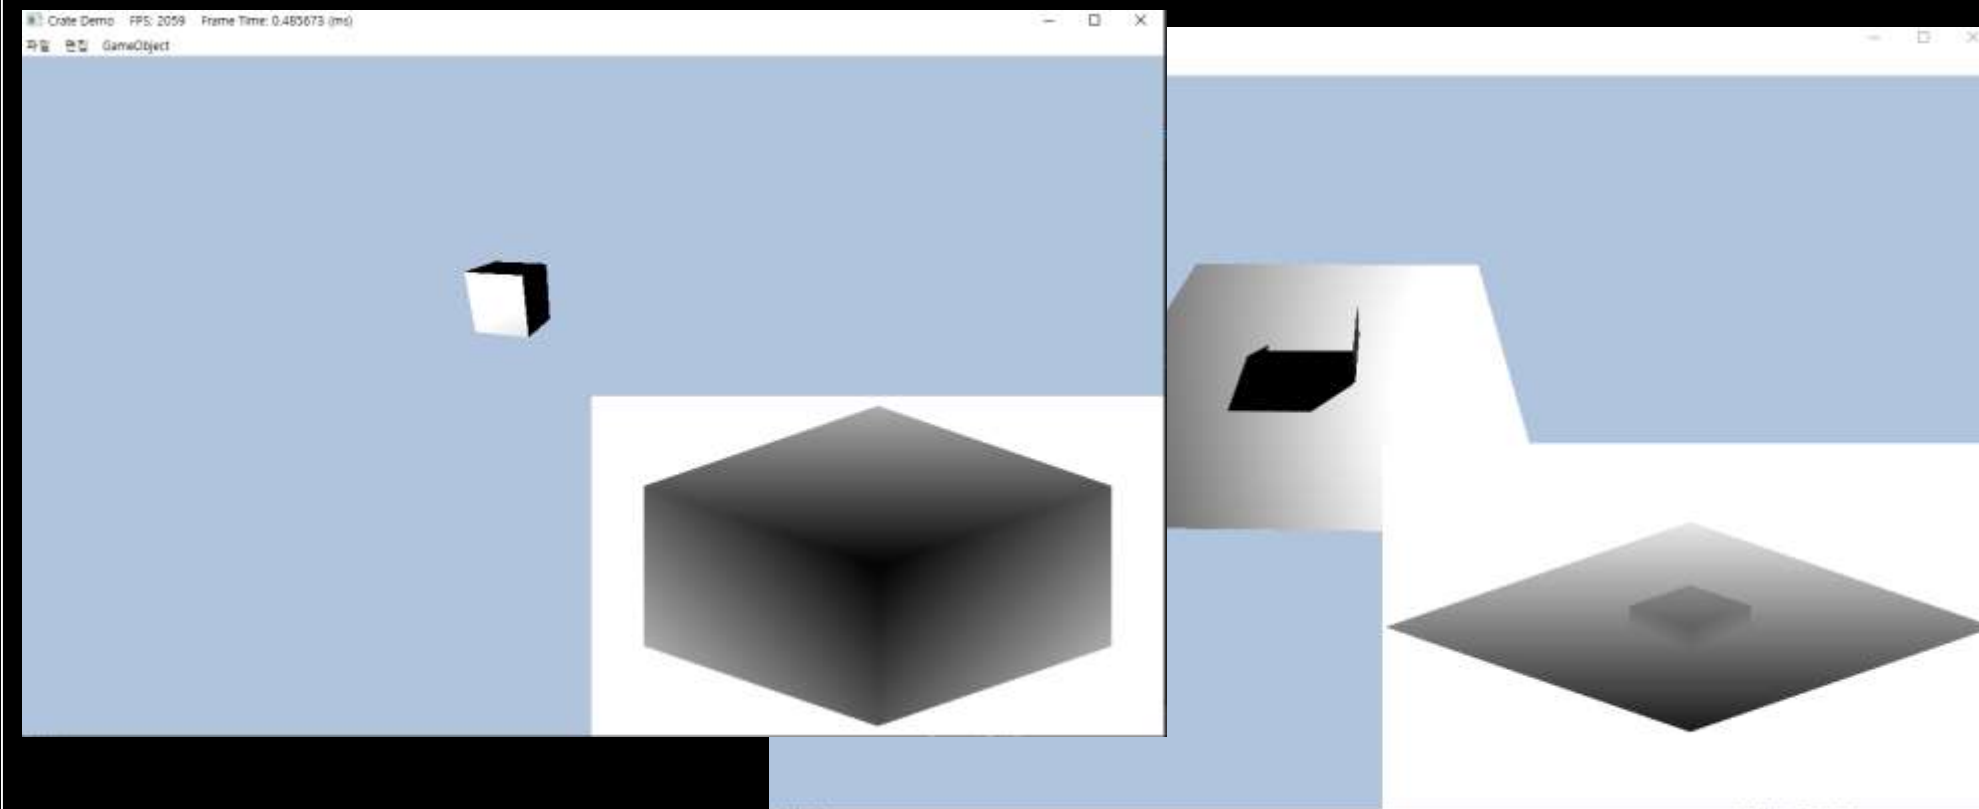 Crate Demo FPS: 2059 Frame Time: 0.485673 (ms)
파일 편집 GameObject